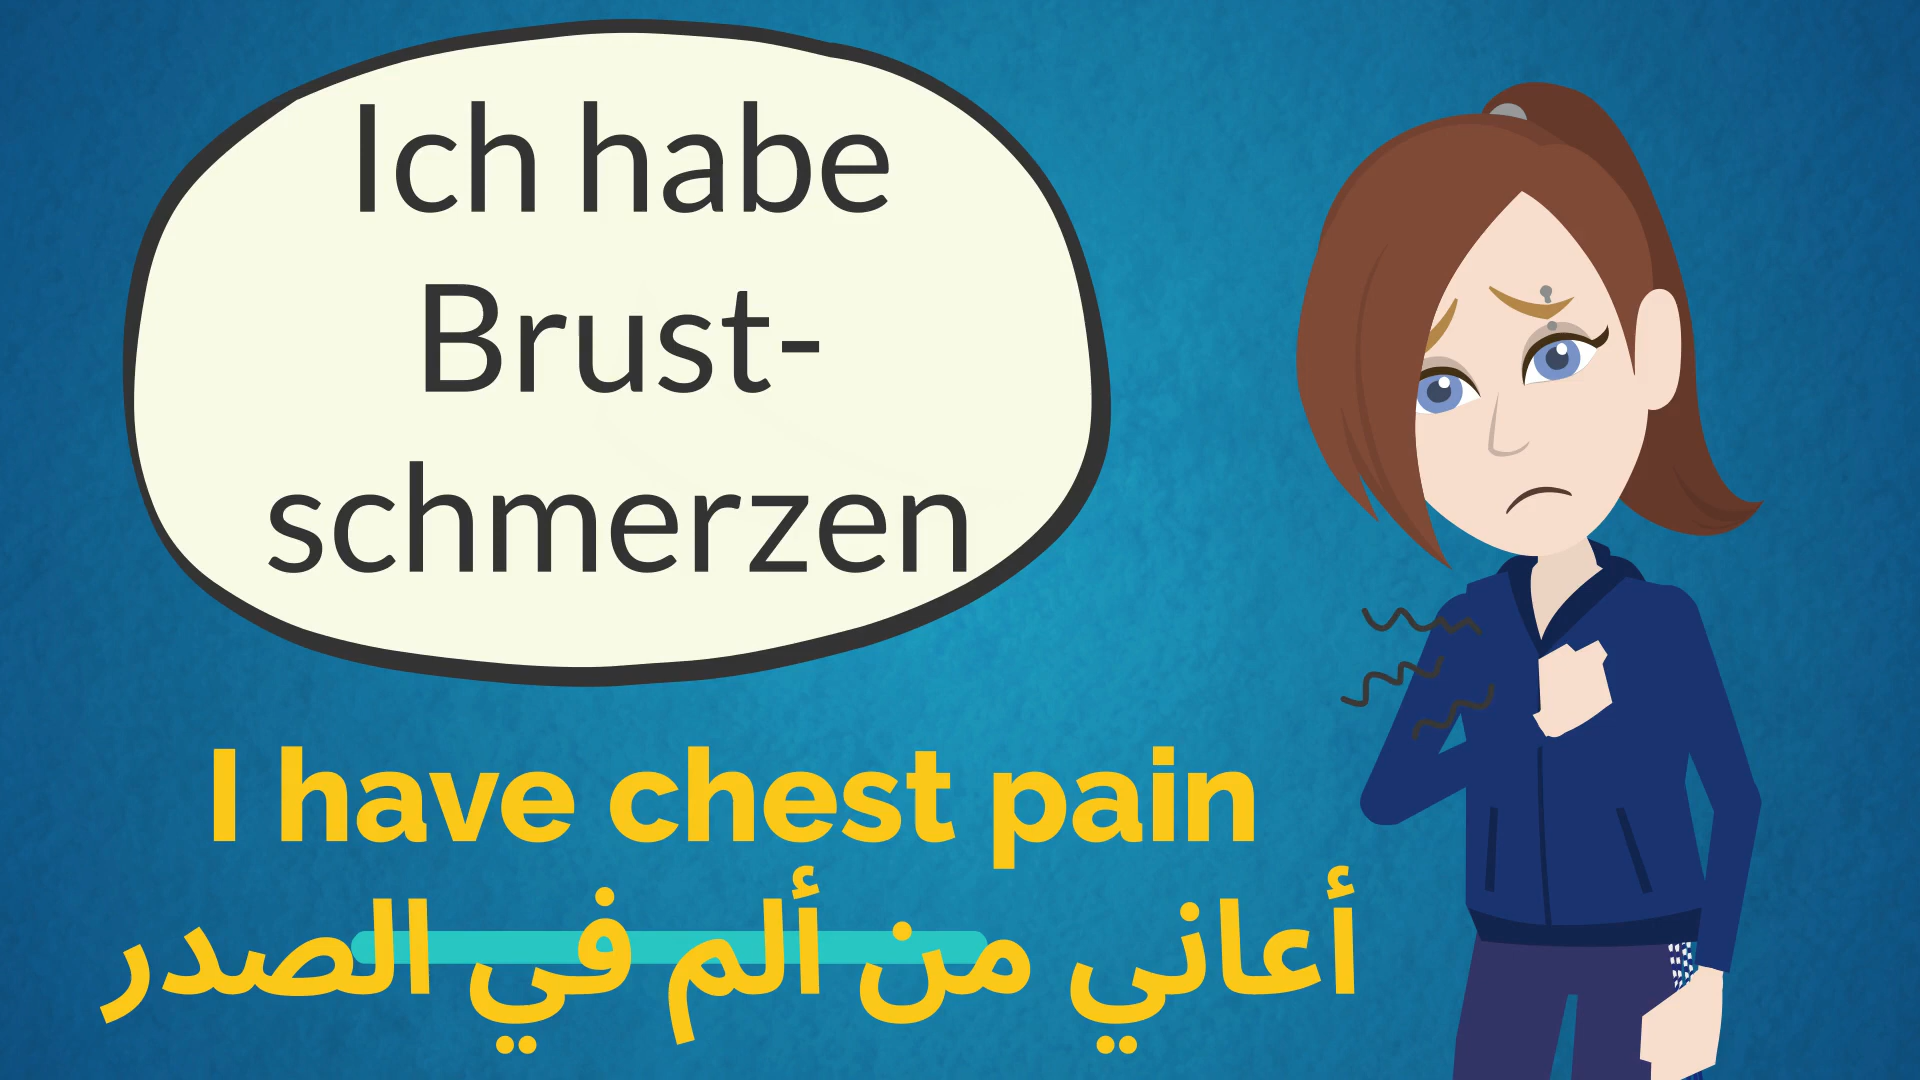 Ich habe
Brust-
schmerzen
I have chest pain
أعاني من ألم في الصدر